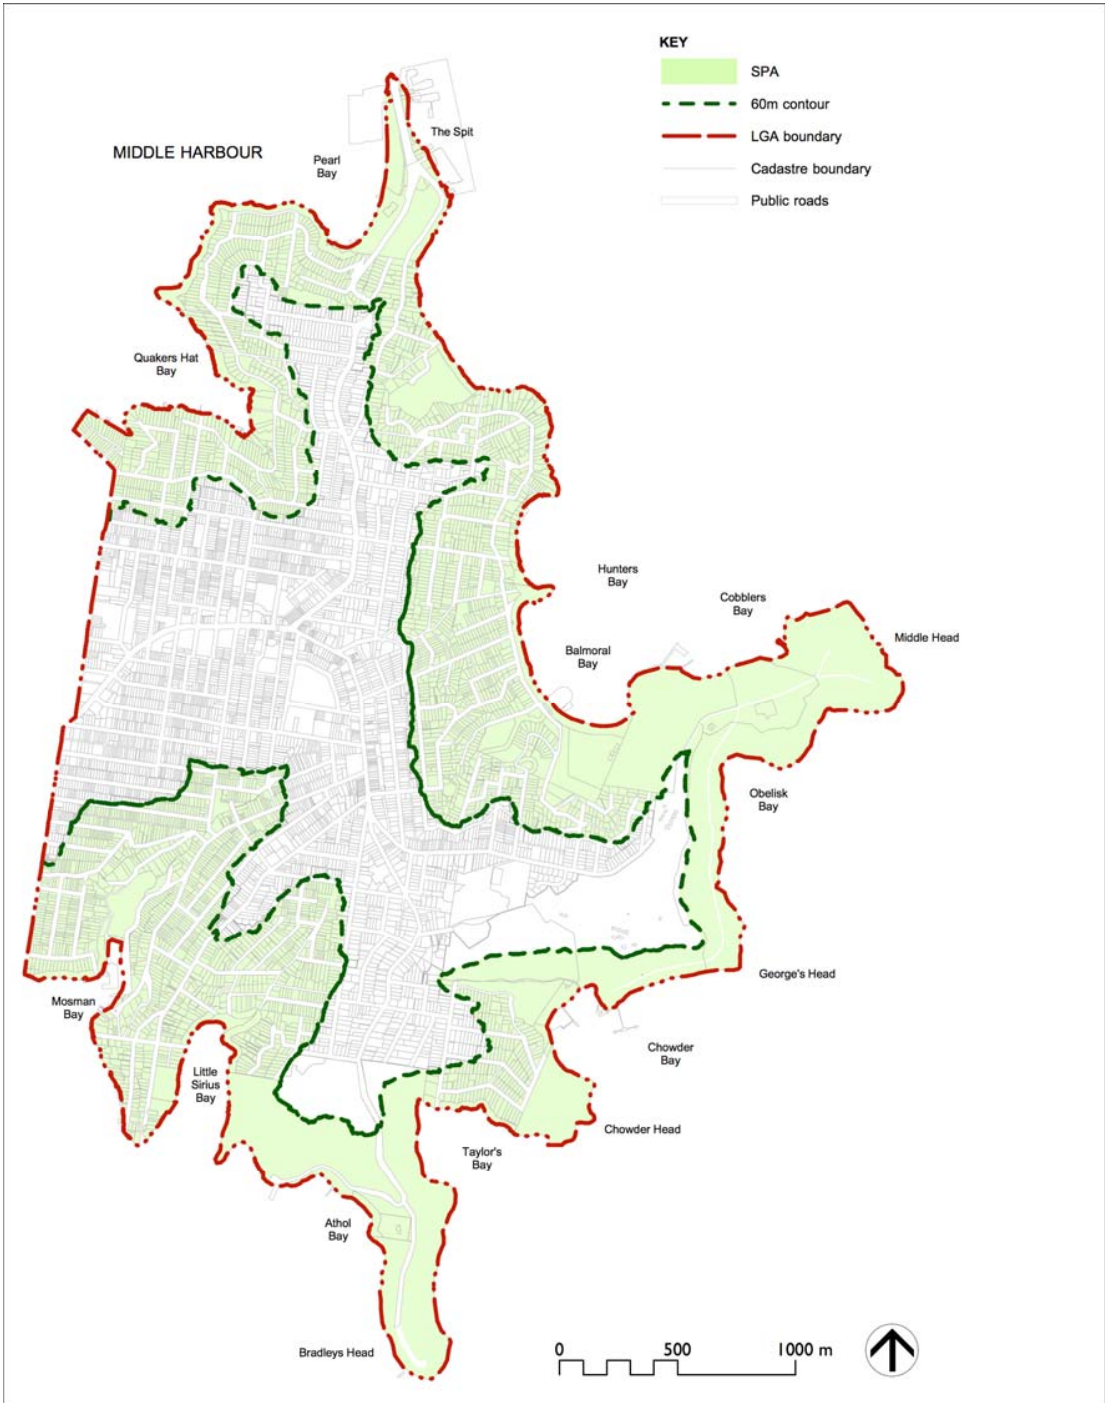 KEY
SPA
60m contour
LGA boundary
Cadastre boundary
Public roads
The Spit
MIDDLE HARBOUR
Pearl
Bay
Quakers Hat
Bay
Hunters
Bay
Cobblers
Bay
Middle Head
Balmoral
Bay
Obelisk
Bay
George's Head
Mosman
Bay
Chowder
Bay
Little
Sirius
Bay
Chowder Head
Taylor's
Bay
Athol
Bay
Bradleys Head
0 500 1000 m